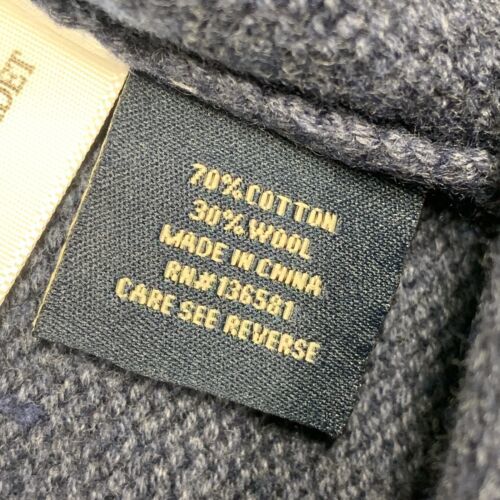 70% COTTON
30% WOOL
MADE IN CHINA
RN# 136581
CARE SEE REVERSE